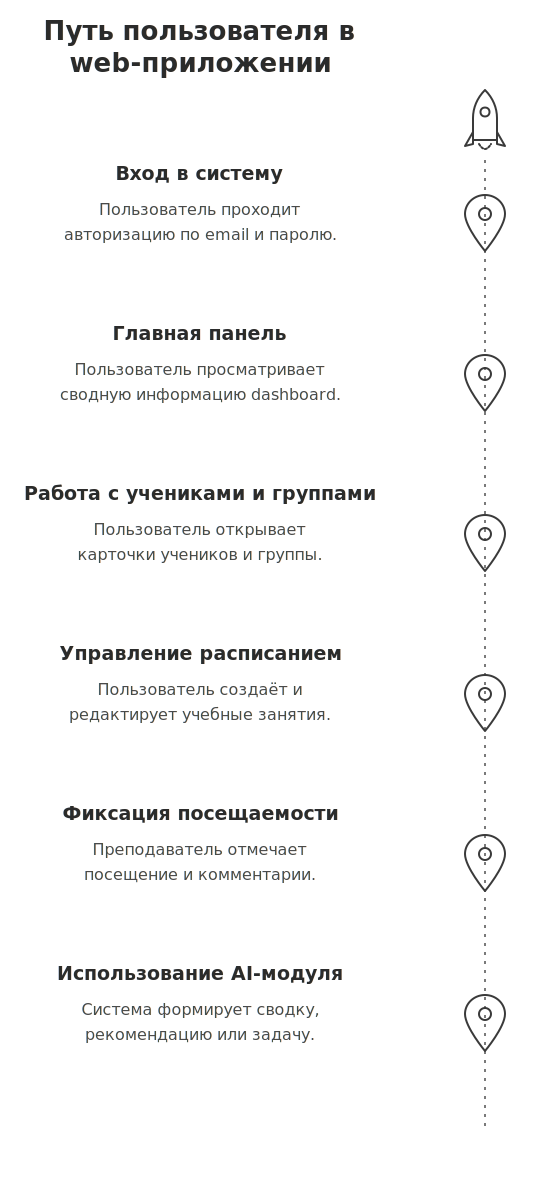 Путь пользователя в
web-приложении
Вход в систему
Пользователь проходит
авторизацию по email и паролю.
Главная панель
Пользователь просматривает
сводную информацию dashboard.
Работа с учениками и группами
Пользователь открывает
карточки учеников и группы.
Управление расписанием
Пользователь создаёт и
редактирует учебные занятия.
Фиксация посещаемости
Преподаватель отмечает
посещение и комментарии.
Использование AI-модуля
Система формирует сводку,
рекомендацию или задачу.